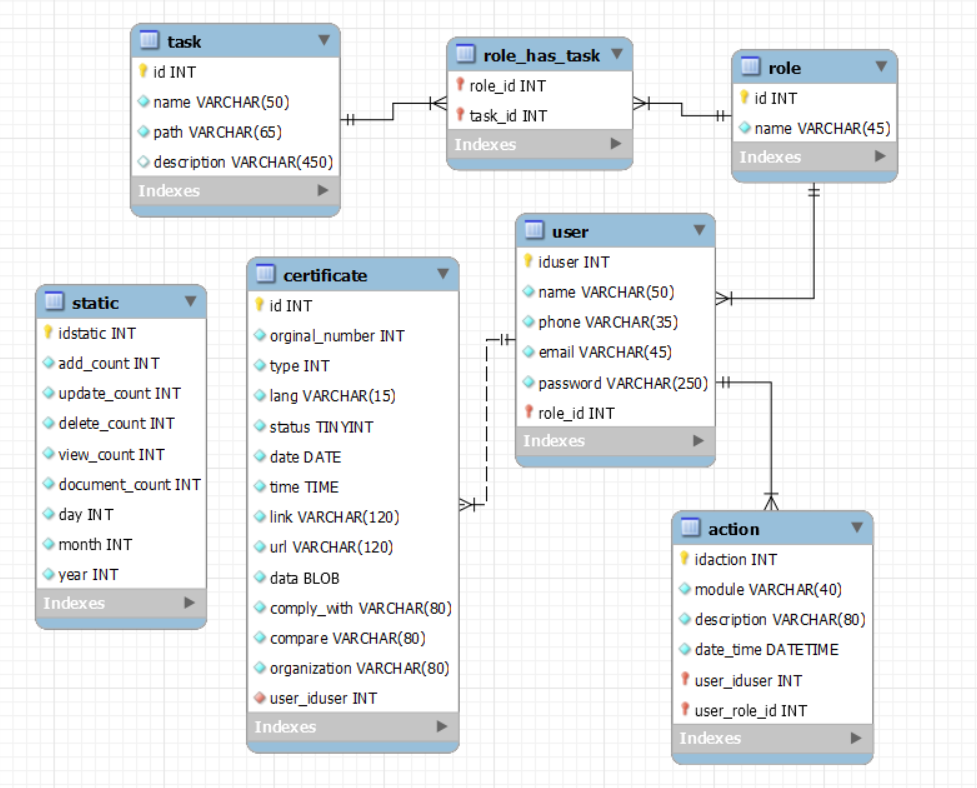 task
id INT
name VARCHAR(50)
path VARCHAR(65)
description VARCHAR(450)
Indexes
role_has_task
role_id INT
task_id INT
Indexes
role
id INT
name VARCHAR(45)
Indexes
static
idstatic INT
add_count INT
update_count INT
delete_count INT
view_count INT
document_count INT
day INT
month INT
year INT
Indexes
certificate
id INT
orginal_number INT
type INT
lang VARCHAR(15)
status TINYINT
date DATE
time TIME
link VARCHAR(120)
url VARCHAR(120)
data BLOB
comply_with VARCHAR(80)
compare VARCHAR(80)
organization VARCHAR(80)
user_iduser INT
Indexes
user
iduser INT
name VARCHAR(50)
phone VARCHAR(35)
email VARCHAR(45)
password VARCHAR(250)
role_id INT
Indexes
action
idaction INT
module VARCHAR(40)
description VARCHAR(80)
date_time DATETIME
user_iduser INT
user_role_id INT
Indexes